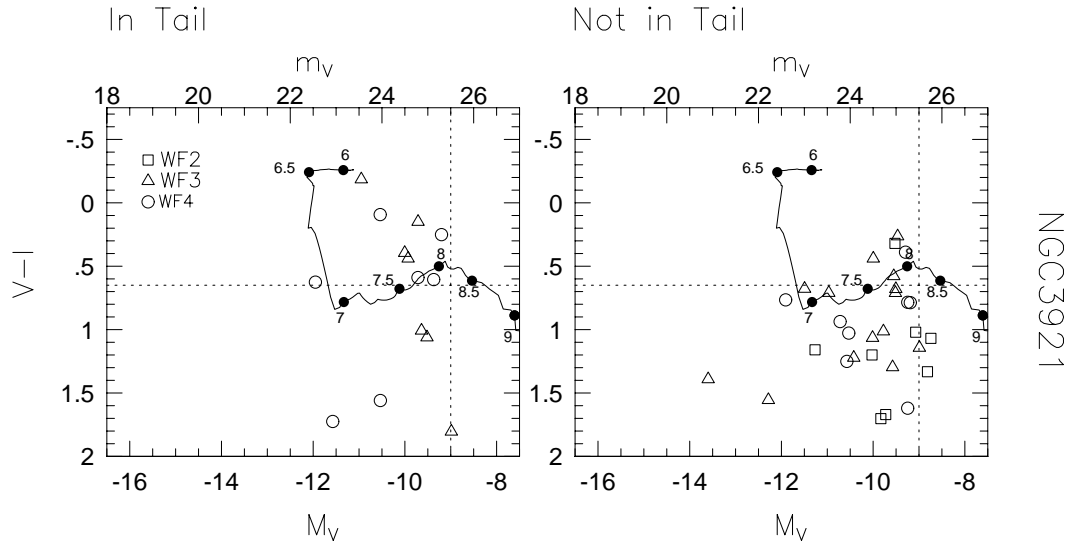 In Tail
Not in Tail
m_V
m_V
18 20 22 24 26
18 20 22 24 26
-.5
0
.5
1
1.5
2
-.5
0
.5
1
1.5
2
V-I
WF2
WF3
WF4
6.5 6
7 7.5 8 8.5 9
6.5 6
7 7.5 8 8.5 9
-16 -14 -12 -10 -8
-16 -14 -12 -10 -8
M_V
M_V
NGC3921